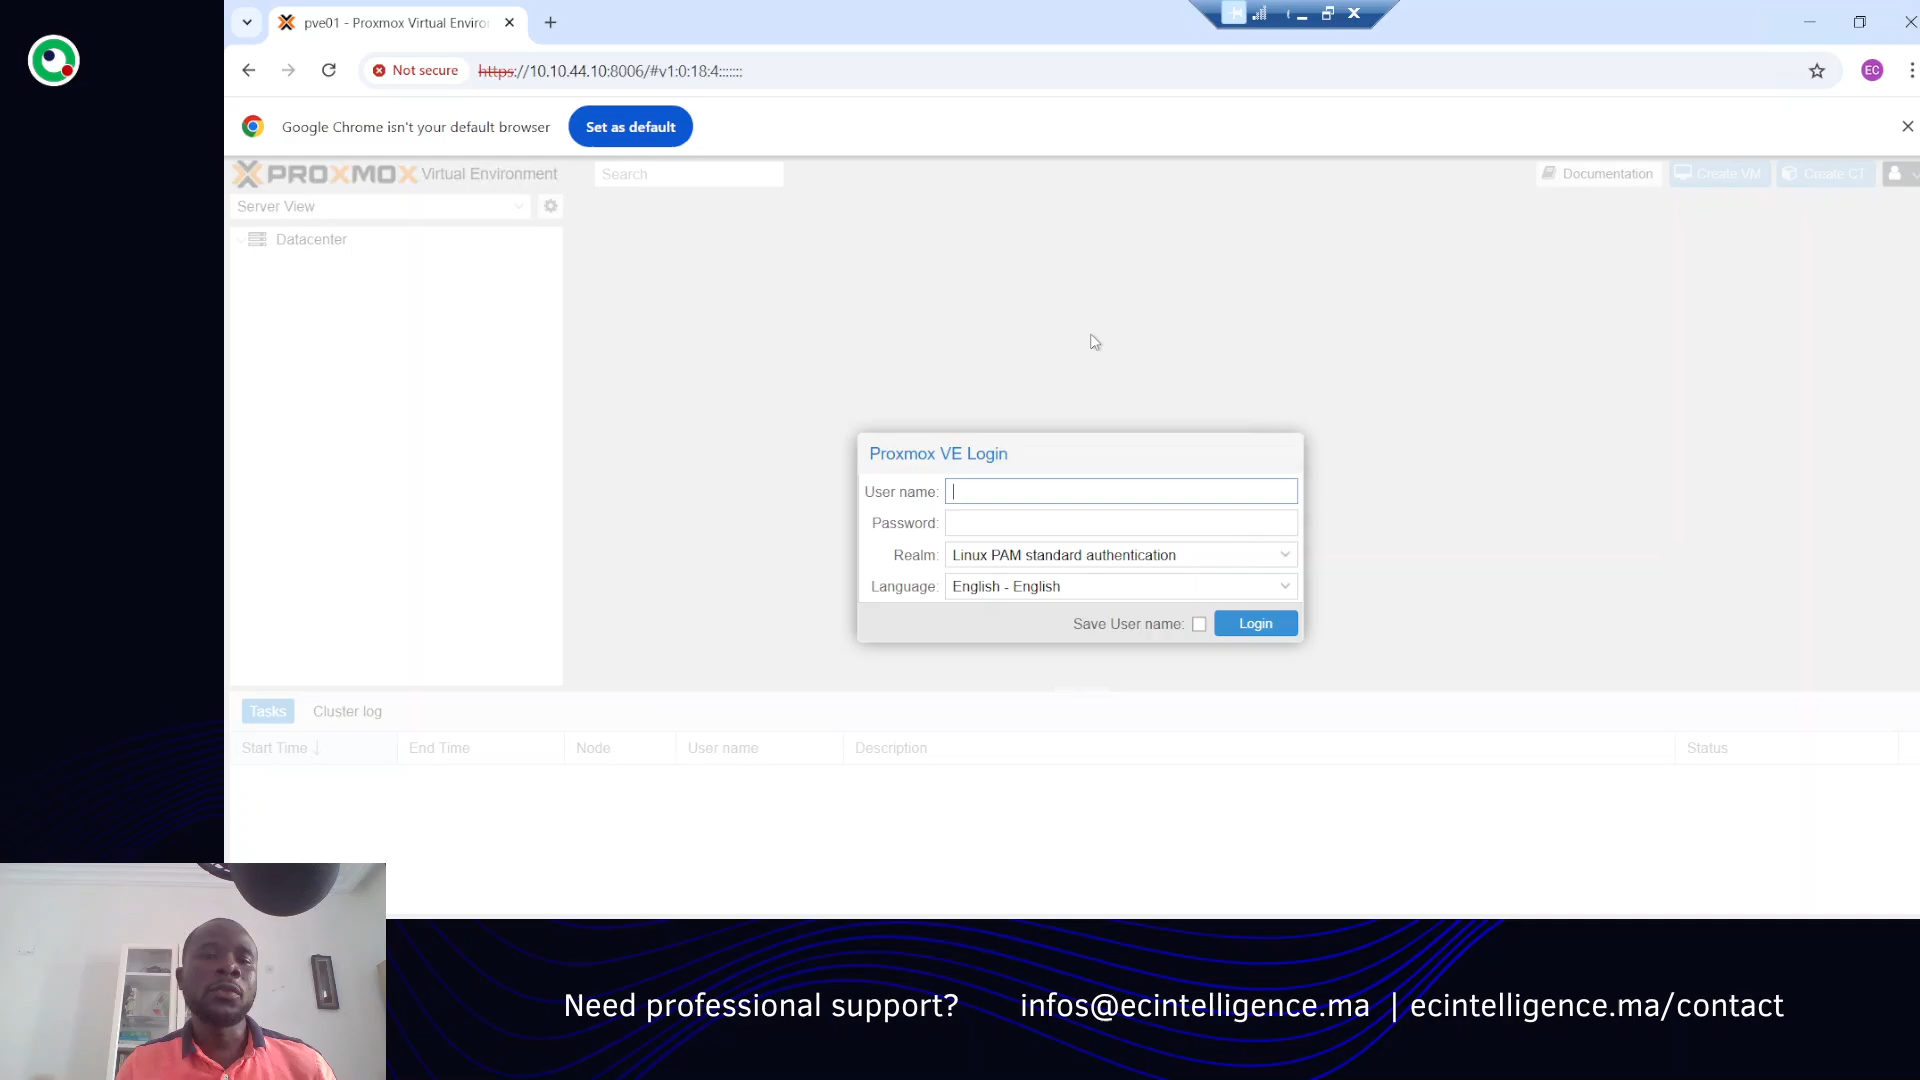 pve01 - Proxmox Virtual Enviro
Not secure
https://10.10.44.10:8006/#v1:0:18:4:::::::
EC
Google Chrome isn't your default browser
Set as default
PROXMOX Virtual Environment
Search
Documentation
Create VM
Create CT
Server View
Datacenter
Proxmox VE Login
User name:
Password:
Realm: Linux PAM standard authentication
Language: English - English
Save User name:
Login
Tasks
Cluster log
Start Time
End Time
Node
User name
Description
Status
Need professional support?
infos@ecintelligence.ma | ecintelligence.ma/contact